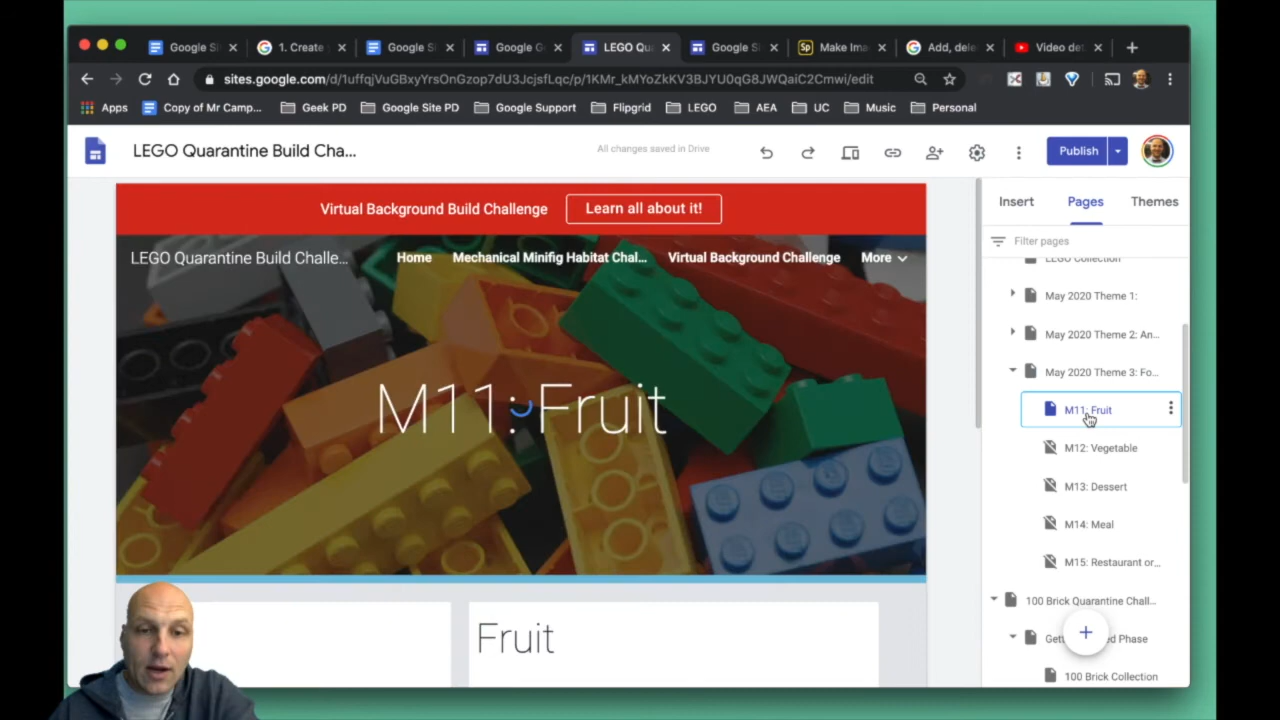 Google Si
1. Create
Google Si
Google G
LEGO Qu
Google Si
Make Ima
Add, dele
Video det
sites.google.com/d/1uffqjVuGBxyYrsOnGzop7dU3JcjsfLqc/p/1KMr_kMYoZkKV3BJYU0qG8JWQaiC2Cmwi/edit
Apps
Copy of Mr Camp...
Geek PD
Google Site PD
Google Support
Flipgrid
LEGO
AEA
UC
Music
Personal
LEGO Quarantine Build Cha...
All changes saved in Drive
Publish
Virtual Background Build Challenge
Learn all about it!
LEGO Quarantine Build Challe...
Home
Mechanical Minifig Habitat Chal...
Virtual Background Challenge
More
M11: Fruit
Fruit
Insert
Pages
Themes
Filter pages
LEGO Collection
May 2020 Theme 1:
May 2020 Theme 2: An...
May 2020 Theme 3: Fo...
M11: Fruit
M12: Vegetable
M13: Dessert
M14: Meal
M15: Restaurant or...
100 Brick Quarantine Chall...
Phase
100 Brick Collection